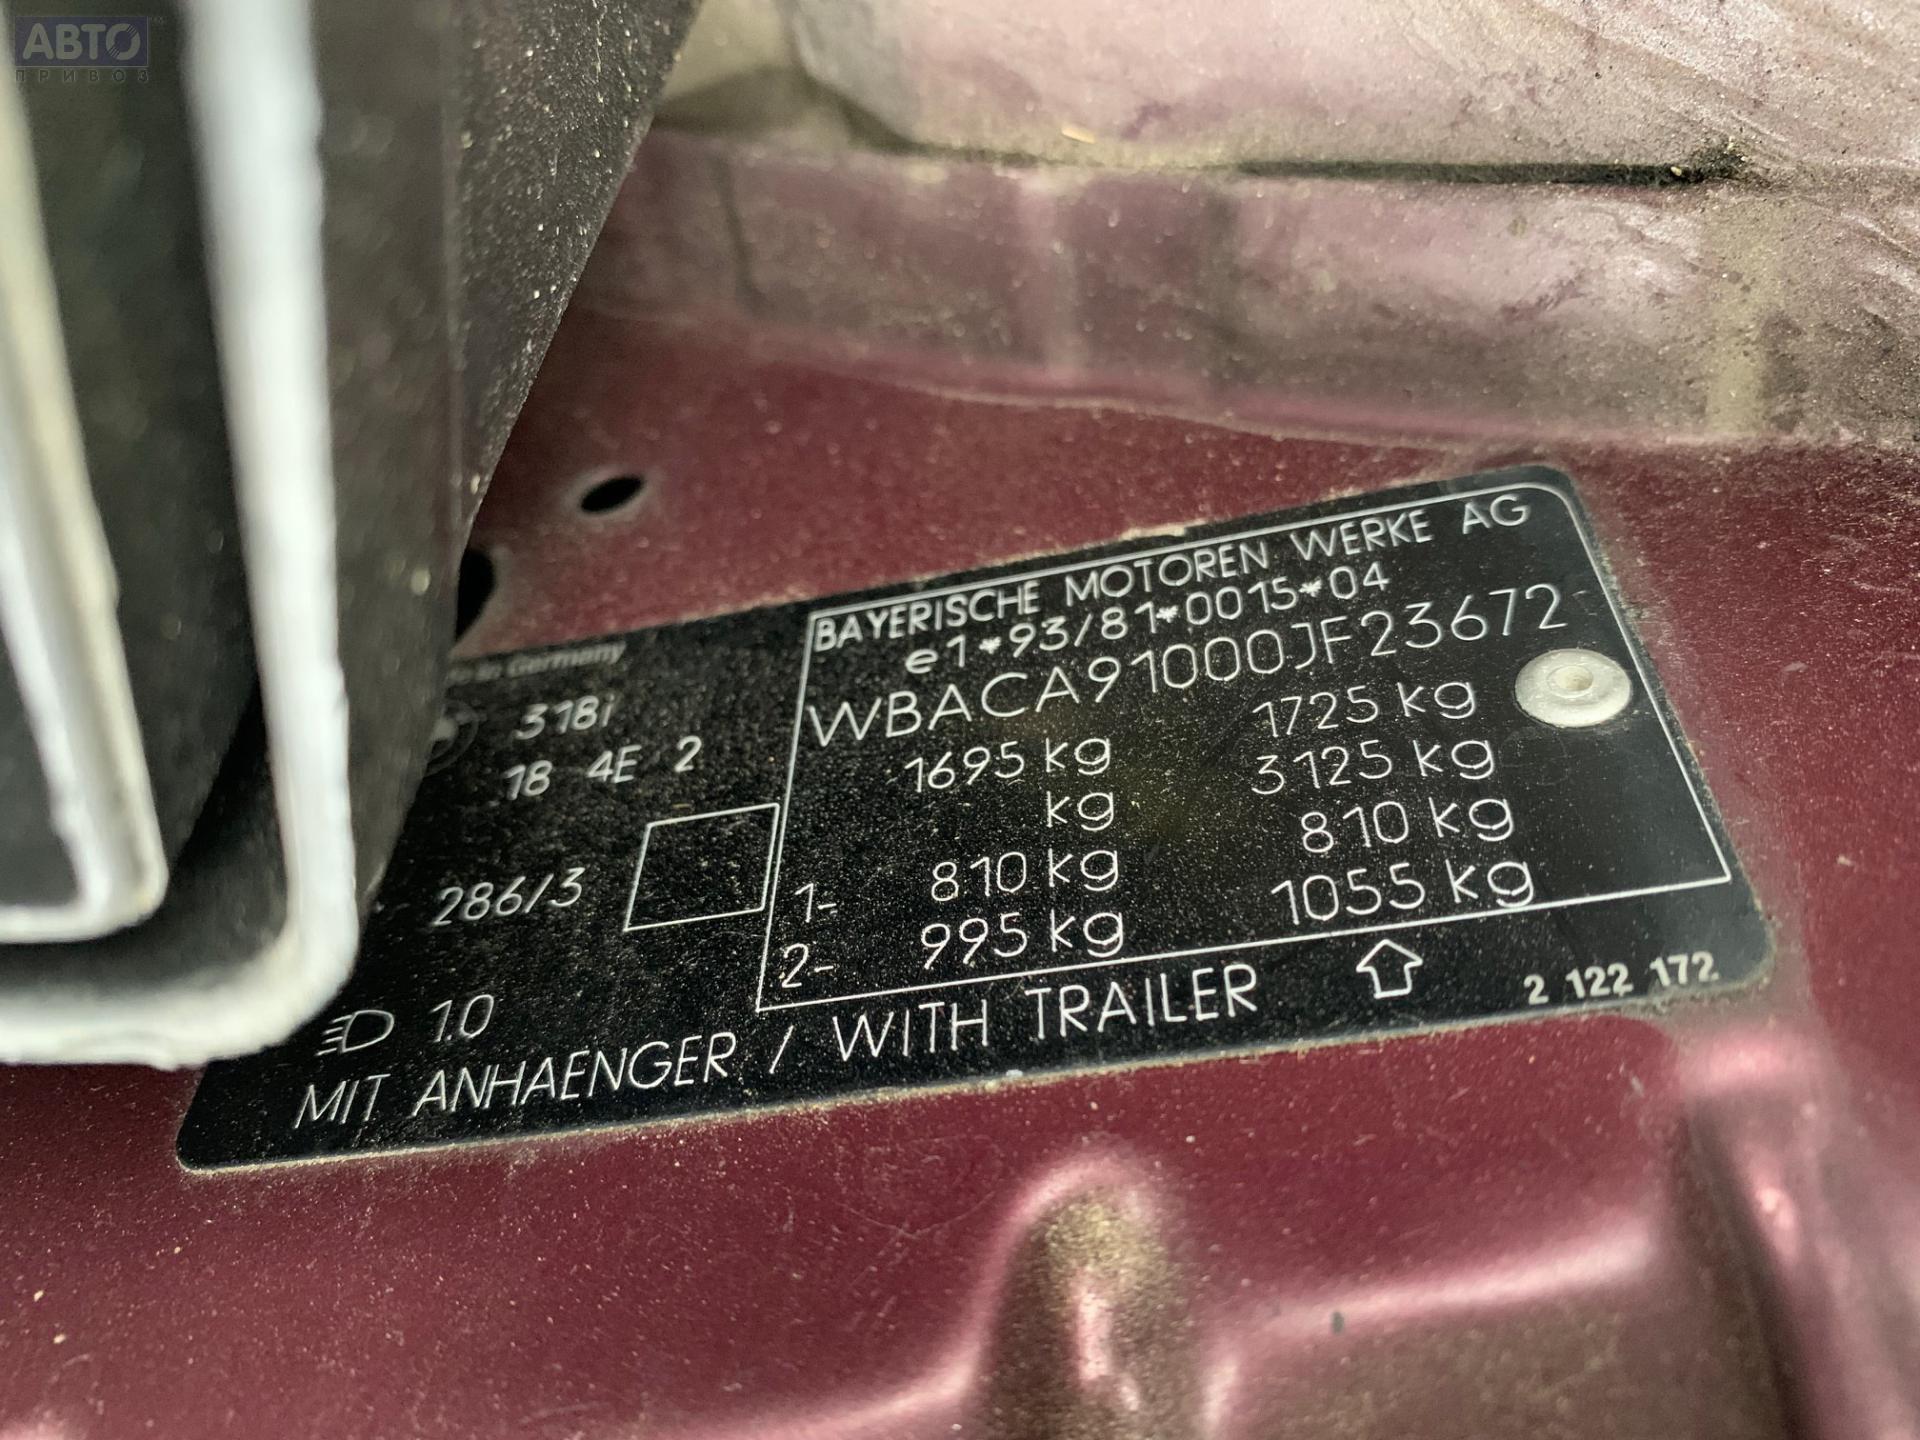 АВТО
ПРИВОЗ
in Germany
318i
18 4E 2
286/3
1.0
BAYERISCHE MOTOREN WERKE AG
e1*93/81*0015*04
WBACA91000JF23672
1695 kg 1725 kg
kg 3125 kg
1- 810 kg 810 kg
2- 995 kg 1055 kg
MIT ANHAENGER / WITH TRAILER
2 122 172